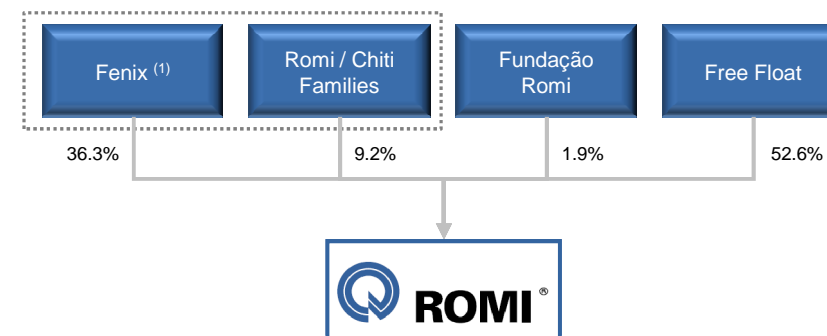 Fenix (1)
Romi / Chiti
Families
Fundação
Romi
Free Float
36.3%
9.2%
1.9%
52.6%
ROMI®